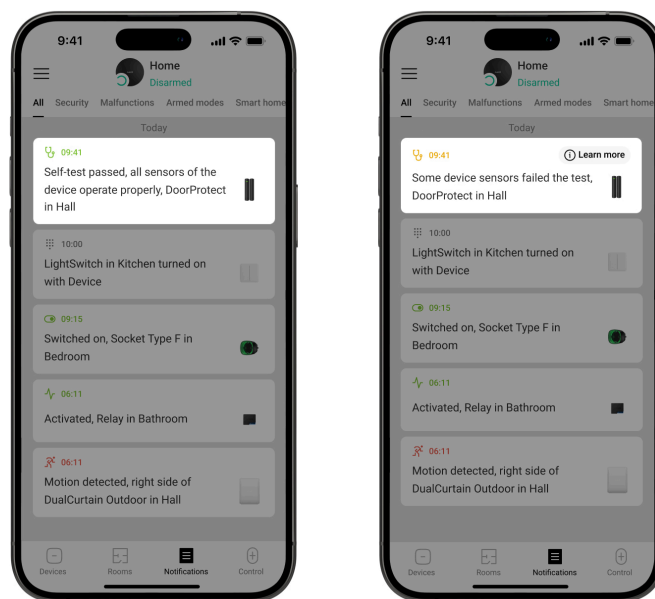 9:41
Home
Disarmed
All Security Malfunctions Armed modes Smart home
Today
09:41
Self-test passed, all sensors of the
device operate properly, DoorProtect
in Hall
10:00
LightSwitch in Kitchen turned on
with Device
09:15
Switched on, Socket Type F in
Bedroom
06:11
Activated, Relay in Bathroom
06:11
Motion detected, right side of
DualCurtain Outdoor in Hall
Devices Rooms Notifications Control
9:41
Home
Disarmed
All Security Malfunctions Armed modes Smart home
Today
09:41 Learn more
Some device sensors failed the test,
DoorProtect in Hall
10:00
LightSwitch in Kitchen turned on
with Device
09:15
Switched on, Socket Type F in
Bedroom
06:11
Activated, Relay in Bathroom
06:11
Motion detected, right side of
DualCurtain Outdoor in Hall
Devices Rooms Notifications Control